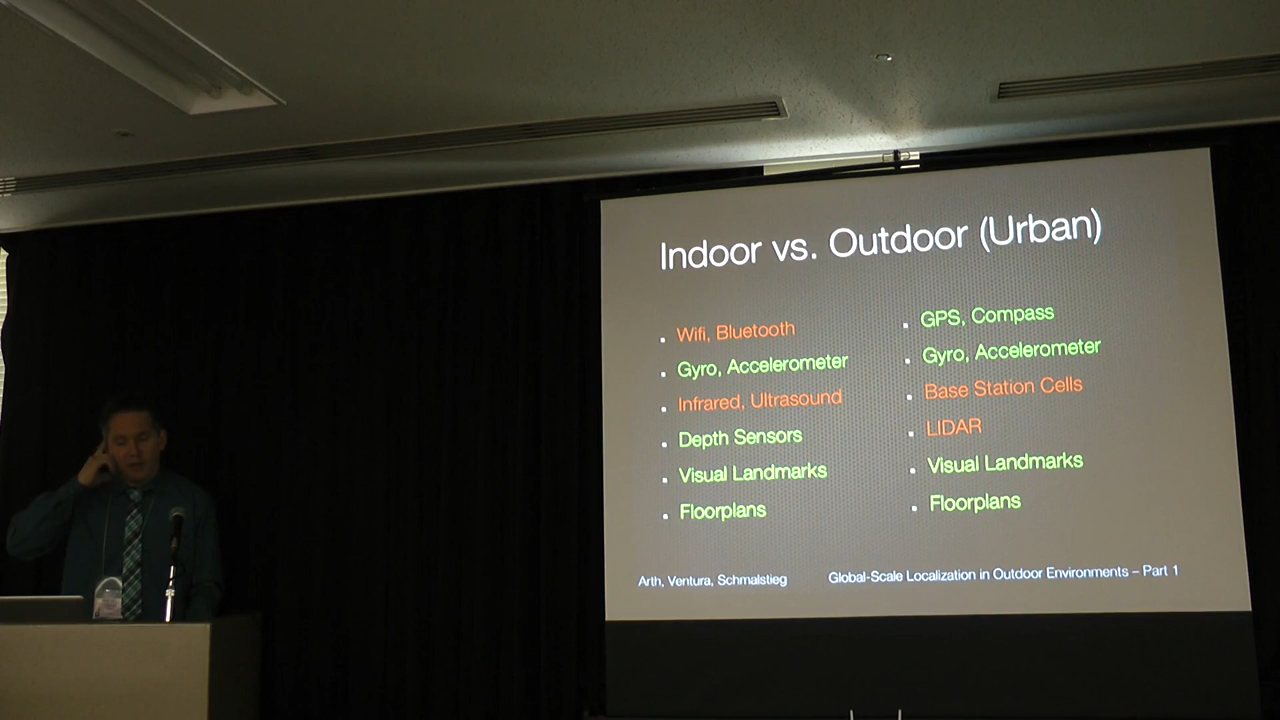 Indoor vs. Outdoor (Urban)
Wifi, Bluetooth
Gyro, Accelerometer
Infrared, Ultrasound
Depth Sensors
Visual Landmarks
Floorplans
GPS, Compass
Gyro, Accelerometer
Base Station Cells
LIDAR
Visual Landmarks
Floorplans
Arth, Ventura, Schmalstieg
Global-Scale Localization in Outdoor Environments – Part 1